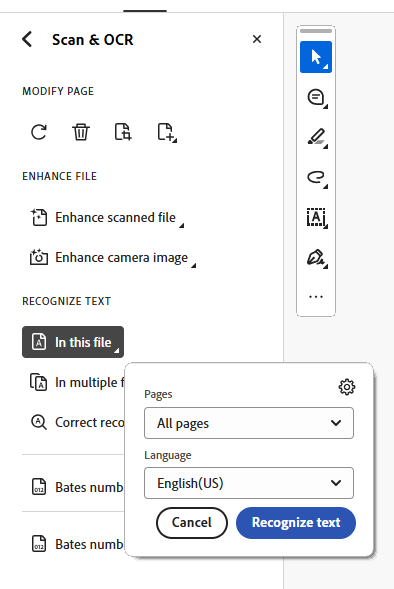 Scan & OCR
MODIFY PAGE
ENHANCE FILE
Enhance scanned file
Enhance camera image
RECOGNIZE TEXT
In this file
In multiple f
Correct reco
Bates numb
Bates numb
Pages
All pages
Language
English(US)
Cancel
Recognize text